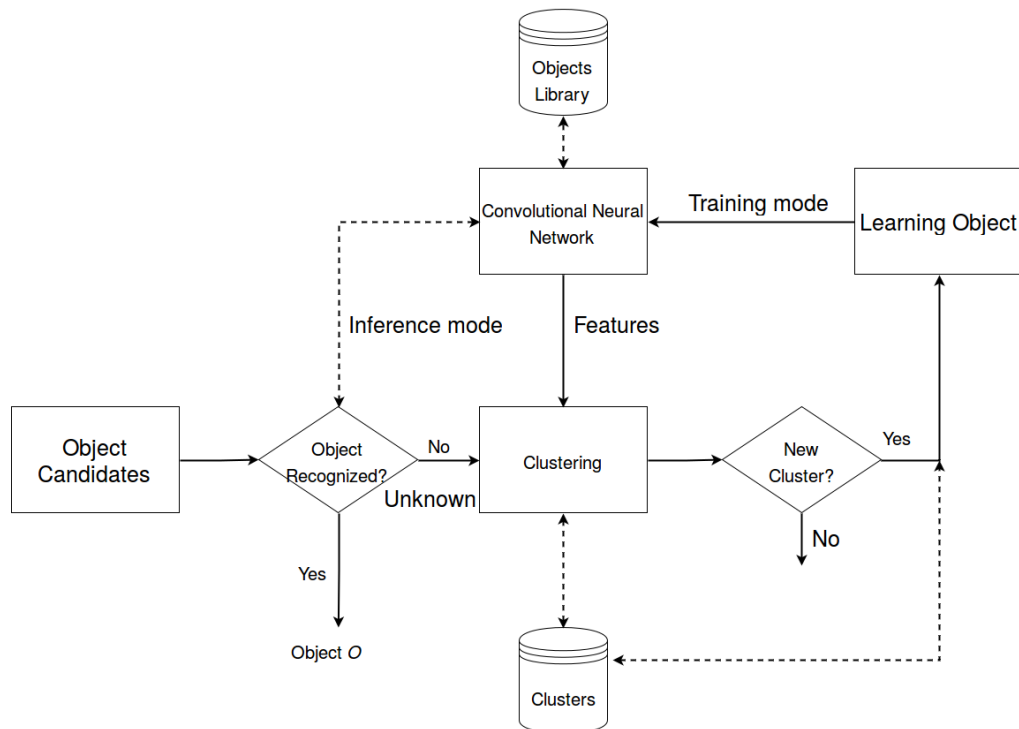 Objects
Library
Convolutional Neural
Network
Training mode
Learning Object
Inference mode
Features
Object
Candidates
Object
Recognized?
No
Unknown
Clustering
New
Cluster?
Yes
No
Yes
Object O
Clusters